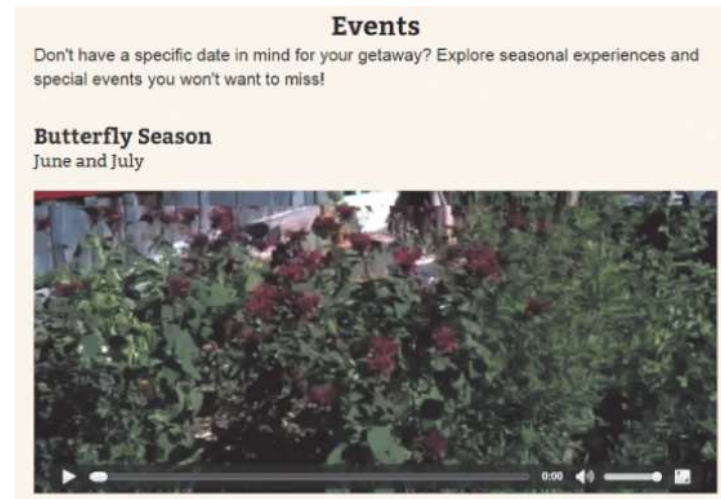 Events
Don't have a specific date in mind for your getaway? Explore seasonal experiences and
special events you won't want to miss!
Butterfly Season
June and July
0:00